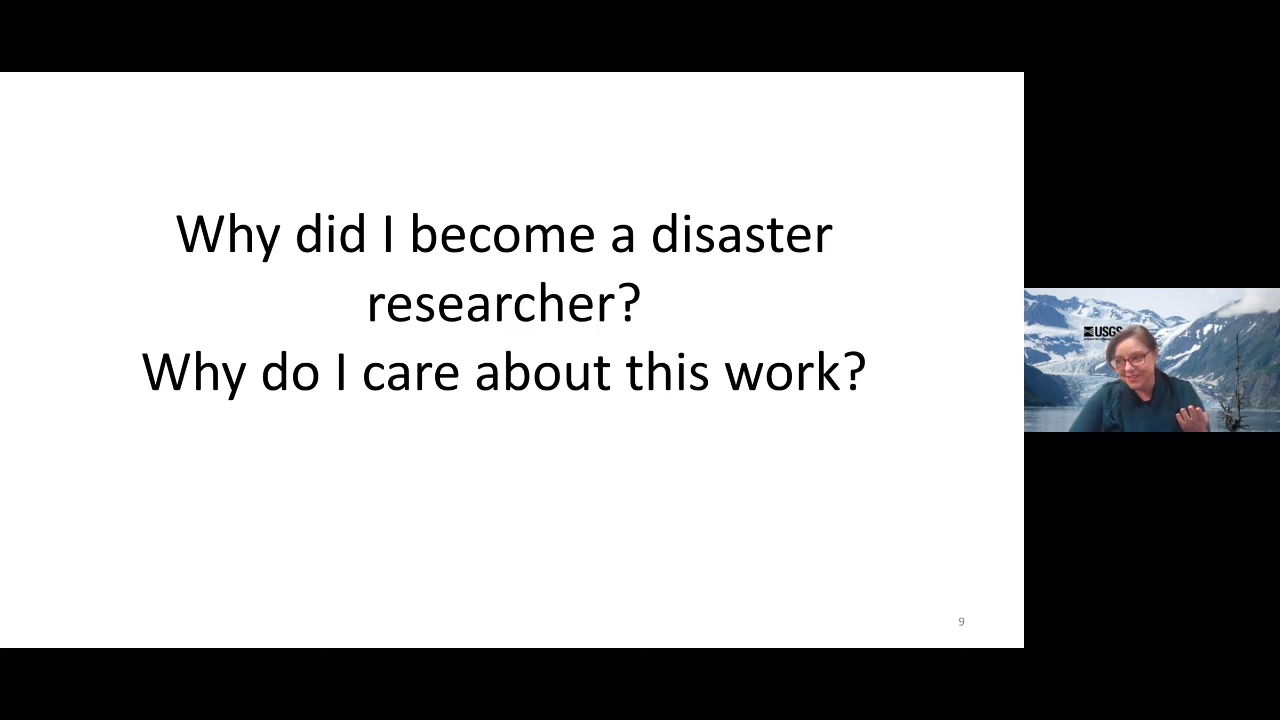 Why did I become a disaster
researcher?
Why do I care about this work?
9
USGS